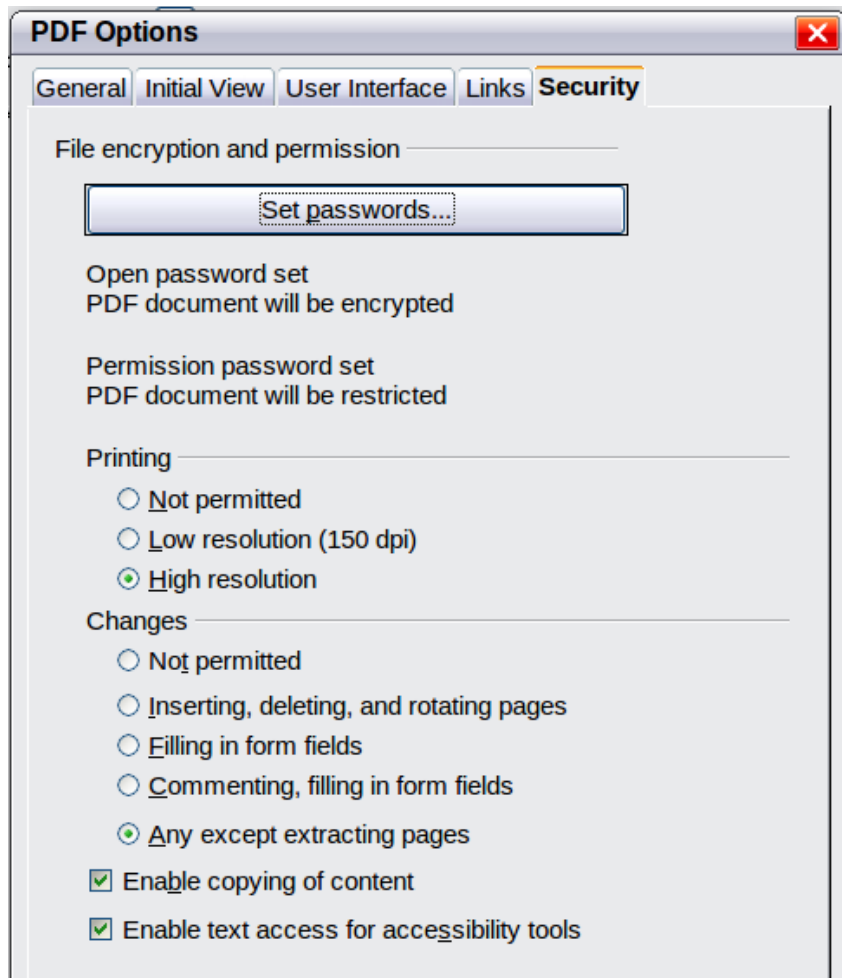 PDF Options
General Initial View User Interface Links Security
File encryption and permission
Set passwords...
Open password set
PDF document will be encrypted
Permission password set
PDF document will be restricted
Printing
Not permitted
Low resolution (150 dpi)
High resolution
Changes
Not permitted
Inserting, deleting, and rotating pages
Filling in form fields
Commenting, filling in form fields
Any except extracting pages
Enable copying of content
Enable text access for accessibility tools